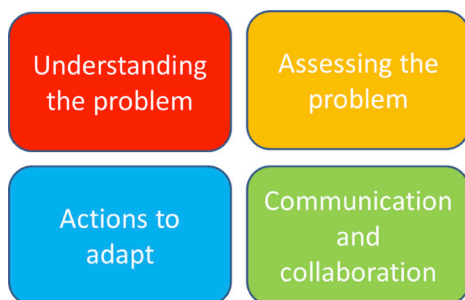 Understanding
the problem
Assessing the
problem
Actions to
adapt
Communication
and
collaboration